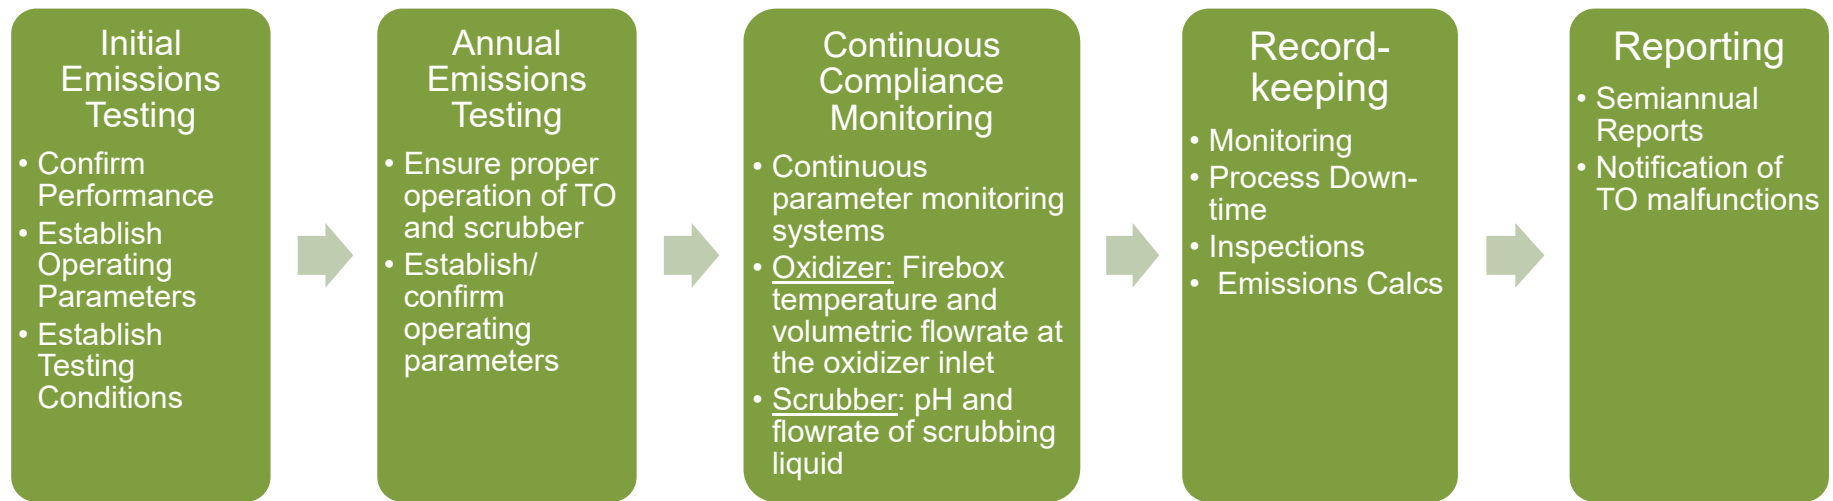 Initial
Emissions
Testing
• Confirm
Performance
• Establish
Operating
Parameters
• Establish
Testing
Conditions
Annual
Emissions
Testing
• Ensure proper
operation of TO
and scrubber
• Establish/
confirm
operating
parameters
Continuous
Compliance
Monitoring
• Continuous
parameter monitoring
systems
• Oxidizer: Firebox
temperature and
volumetric flowrate at
the oxidizer inlet
• Scrubber: pH and
flowrate of scrubbing
liquid
Record-
keeping
• Monitoring
• Process Down-
time
• Inspections
• Emissions Calcs
Reporting
• Semiannual
Reports
• Notification of
TO malfunctions